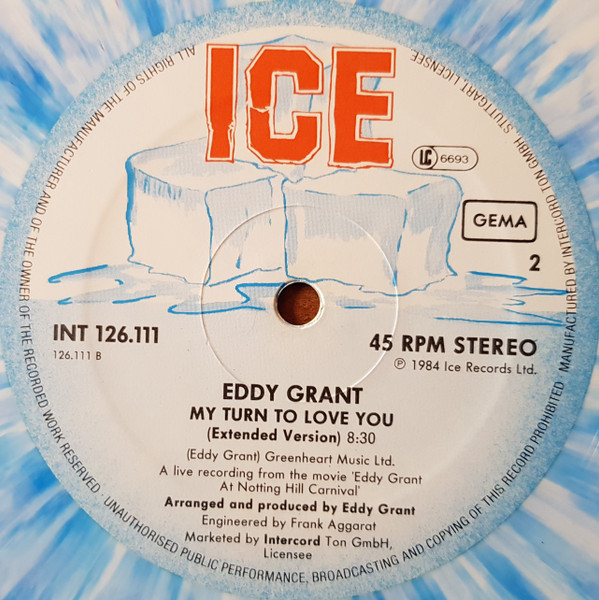 ICE
LC 6693
GEMA
2
INT 126.111
126.111 B
45 RPM STEREO
℗ 1984 Ice Records Ltd.
EDDY GRANT
MY TURN TO LOVE YOU
(Extended Version) 8:30
(Eddy Grant) Greenheart Music Ltd.
A live recording from the movie 'Eddy Grant
At Notting Hill Carnival'
Arranged and produced by Eddy Grant
Engineered by Frank Aggarat
Marketed by Intercord Ton GmbH,
Licensee
ALL RIGHTS OF THE MANUFACTURER AND OF THE OWNER OF THE RECORDED WORK RESERVED · UNAUTHORISED PUBLIC PERFORMANCE, BROADCASTING AND COPYING OF THIS RECORD PROHIBITED · MANUFACTURED BY INTERCORD TON GMBH, STUTTGART, LICENSEE